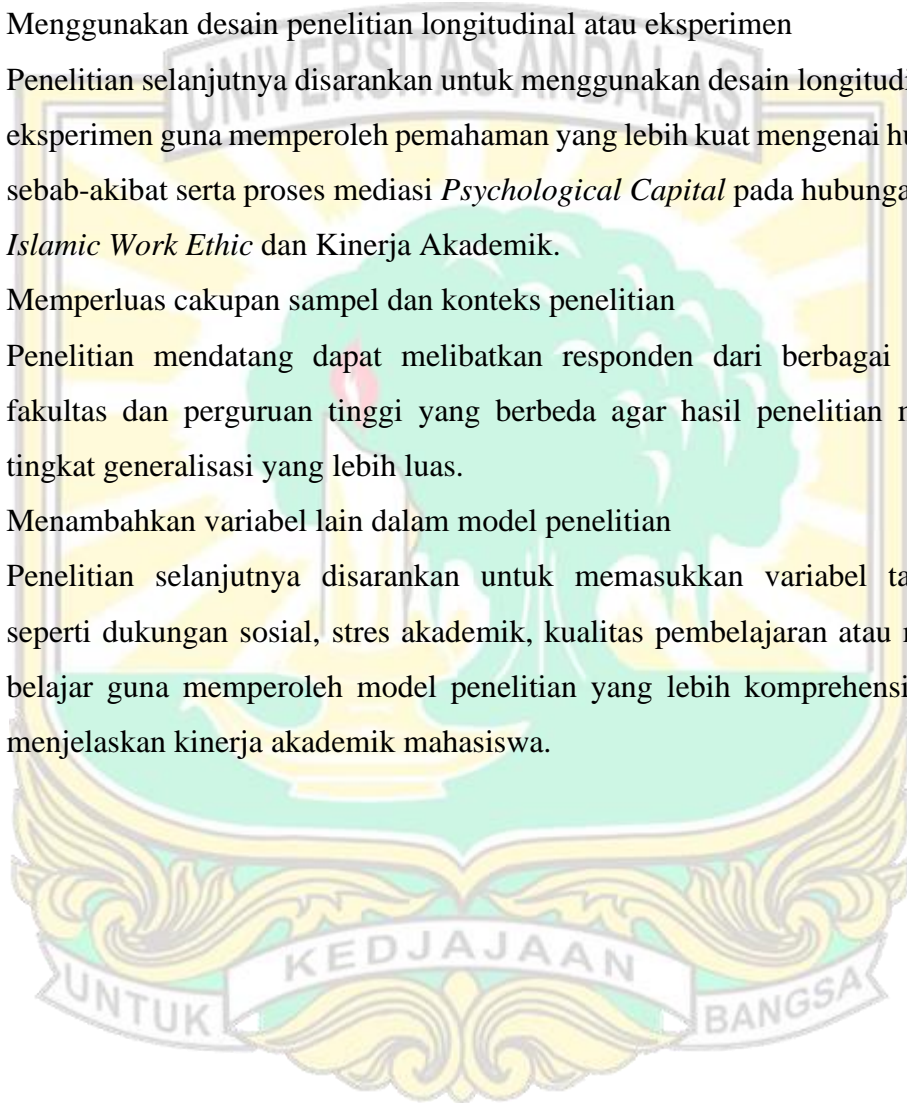 Menggunakan desain penelitian longitudinal atau eksperimen
UNIVERSITAS ANDALAS
Penelitian selanjutnya disarankan untuk menggunakan desain longitudi
eksperimen guna memperoleh pemahaman yang lebih kuat mengenai hu
sebab-akibat serta proses mediasi Psychological Capital pada hubunga
Islamic Work Ethic dan Kinerja Akademik.
Memperluas cakupan sampel dan konteks penelitian
Penelitian mendatang dapat melibatkan responden dari berbagai
fakultas dan perguruan tinggi yang berbeda agar hasil penelitian
tingkat generalisasi yang lebih luas.
Menambahkan variabel lain dalam model penelitian
Penelitian selanjutnya disarankan untuk memasukkan variabel ta
seperti dukungan sosial, stres akademik, kualitas pembelajaran atau
belajar guna memperoleh model penelitian yang lebih komprehensi
menjelaskan kinerja akademik mahasiswa.
UNTUK KEDJAJAAN BANGSA